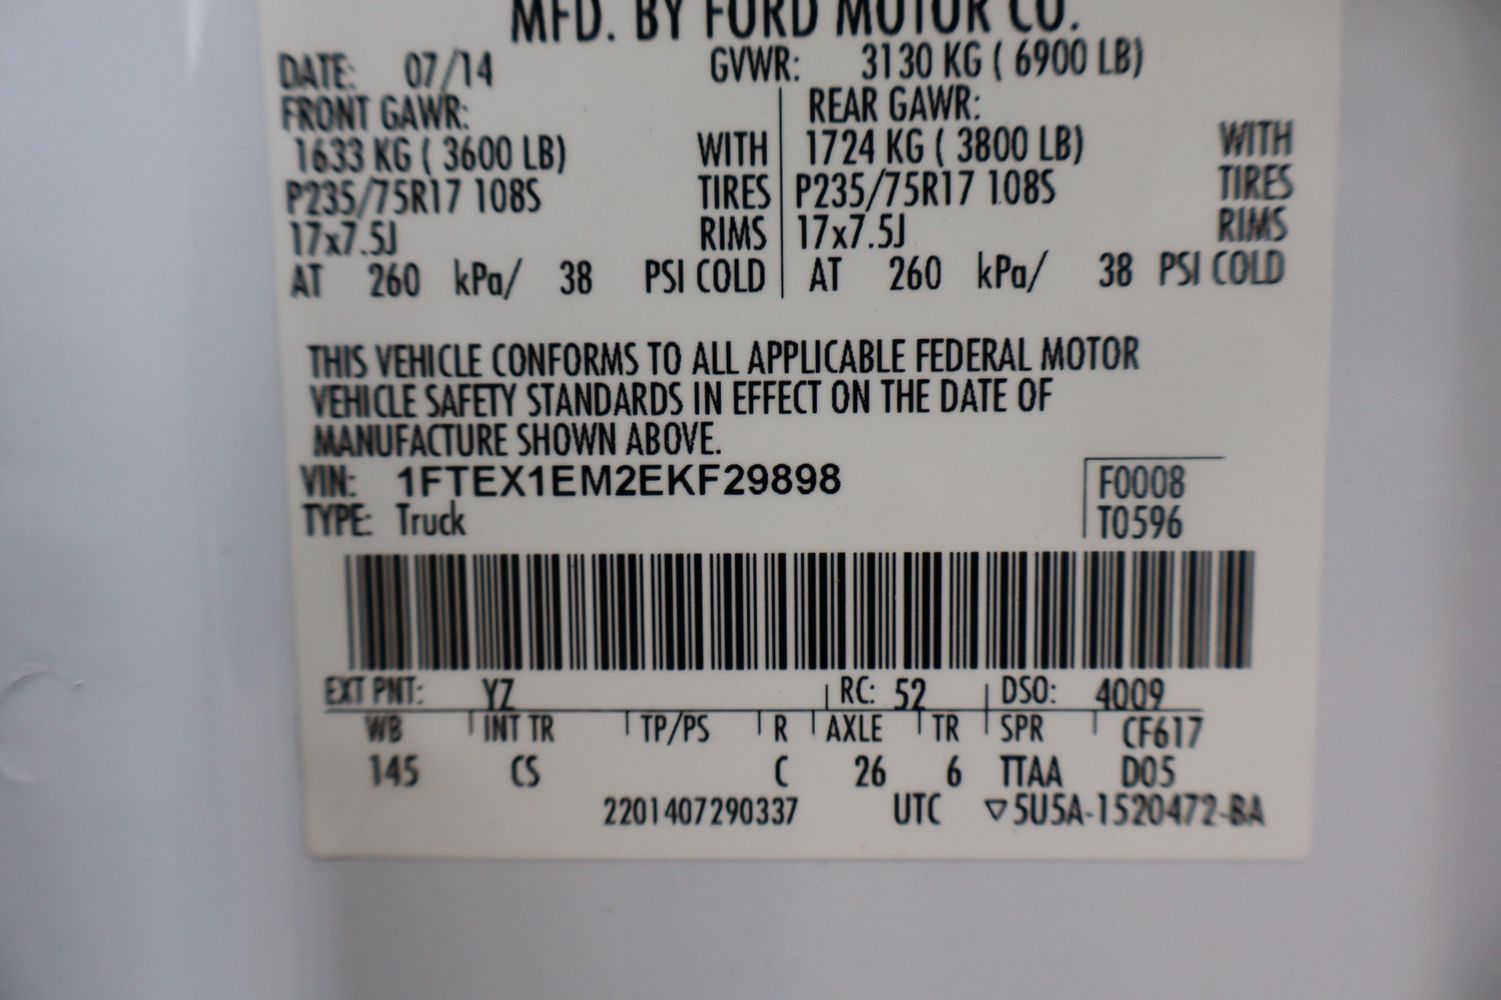 MFD. BY FORD MOTOR CO.
DATE: 07/14 GVWR: 3130 KG ( 6900 LB)
FRONT GAWR: REAR GAWR:
1633 KG ( 3600 LB) WITH 1724 KG ( 3800 LB) WITH
P235/75R17 108S TIRES P235/75R17 108S TIRES
17x7.5J RIMS 17x7.5J RIMS
AT 260 kPa/ 38 PSI COLD AT 260 kPa/ 38 PSI COLD
THIS VEHICLE CONFORMS TO ALL APPLICABLE FEDERAL MOTOR
VEHICLE SAFETY STANDARDS IN EFFECT ON THE DATE OF
MANUFACTURE SHOWN ABOVE.
VIN: 1FTEX1EM2EKF29898 F0008
TYPE: Truck T0596
EXT PNT: YZ RC: 52 DSO: 4009
WB INT TR TP/PS R AXLE TR SPR CF617
145 CS C 26 6 TTAA D05
2201407290337 UTC ▽5U5A-1520472-BA